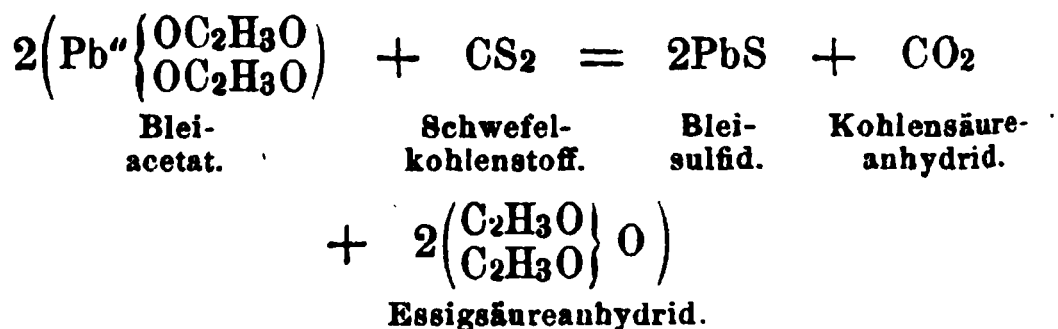 2(Pb″{OC₂H₃O OC₂H₃O) + CS₂ = 2PbS + CO₂
Blei- Schwefel- Blei- Kohlensäure-
acetat. kohlenstoff. sulfid. anhydrid.
+ 2(C₂H₃O C₂H₃O} O)
Essigsäureanhydrid.